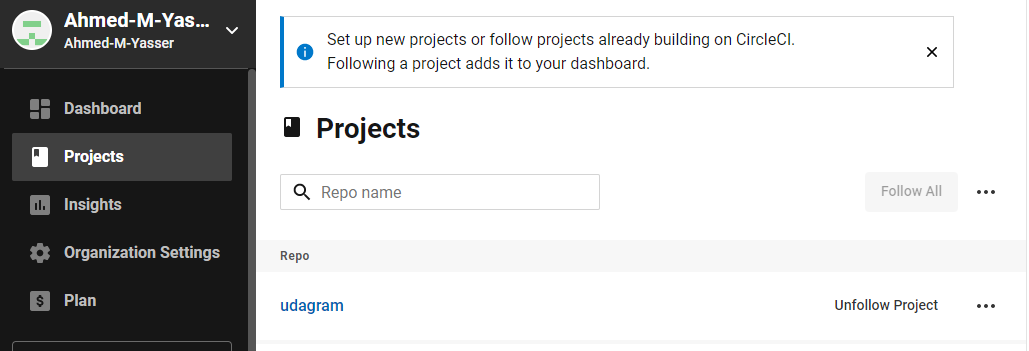 Ahmed-M-Yas...
Ahmed-M-Yasser
Dashboard
Projects
Insights
Organization Settings
Plan
Set up new projects or follow projects already building on CircleCI.
Following a project adds it to your dashboard.
Projects
Repo name
Follow All
Repo
udagram
Unfollow Project